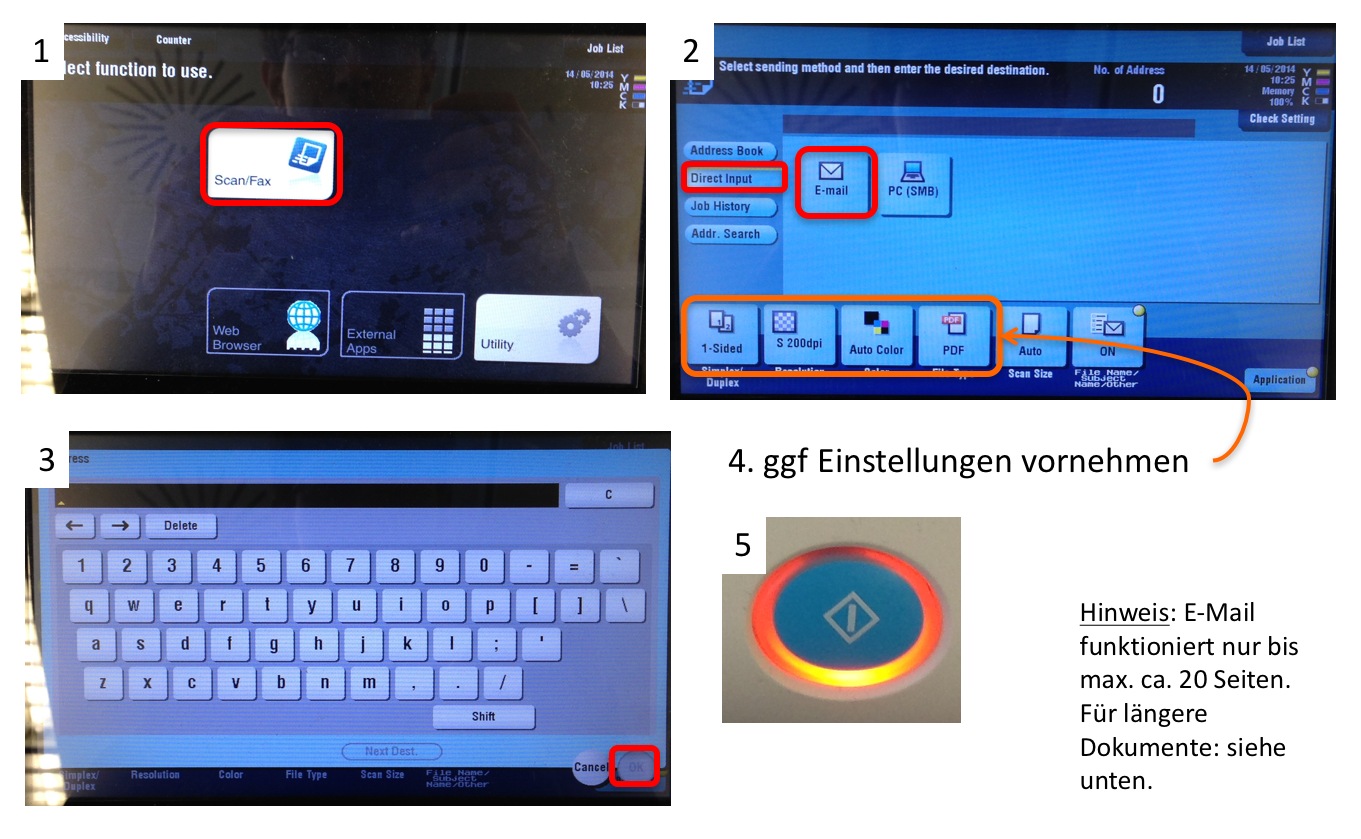 1
Counter
Job List
lect function to use.
14/05/2014
10:25
Y
M
C
K
Scan/Fax
Web
Browser
External
Apps
Utility
2
Job List
Select sending method and then enter the desired destination.
No. of Address
0
14/05/2014
10:25
Memory
100%
Y
M
C
K
Check Setting
Address Book
Direct Input
Job History
Addr. Search
E-mail
PC (SMB)
1-Sided
S 200dpi
Auto Color
PDF
PDF
Auto
ON
Simplex/
Duplex
Resolution
Color
File Type
Scan Size
File Name/
Subject
Name/Other
Application
3
Job List
ress
C
← → Delete
1 2 3 4 5 6 7 8 9 0 - = `
q w e r t y u i o p [ ] \
a s d f g h j k l ; '
z x c v b n m , . /
Shift
Next Dest.
Cancel
OK
Simplex/
Duplex
Resolution
Color
File Type
Scan Size
File Name/
Subject
Name/Other
4. ggf Einstellungen vornehmen
5
Hinweis: E-Mail
funktioniert nur bis
max. ca. 20 Seiten.
Für längere
Dokumente: siehe
unten.